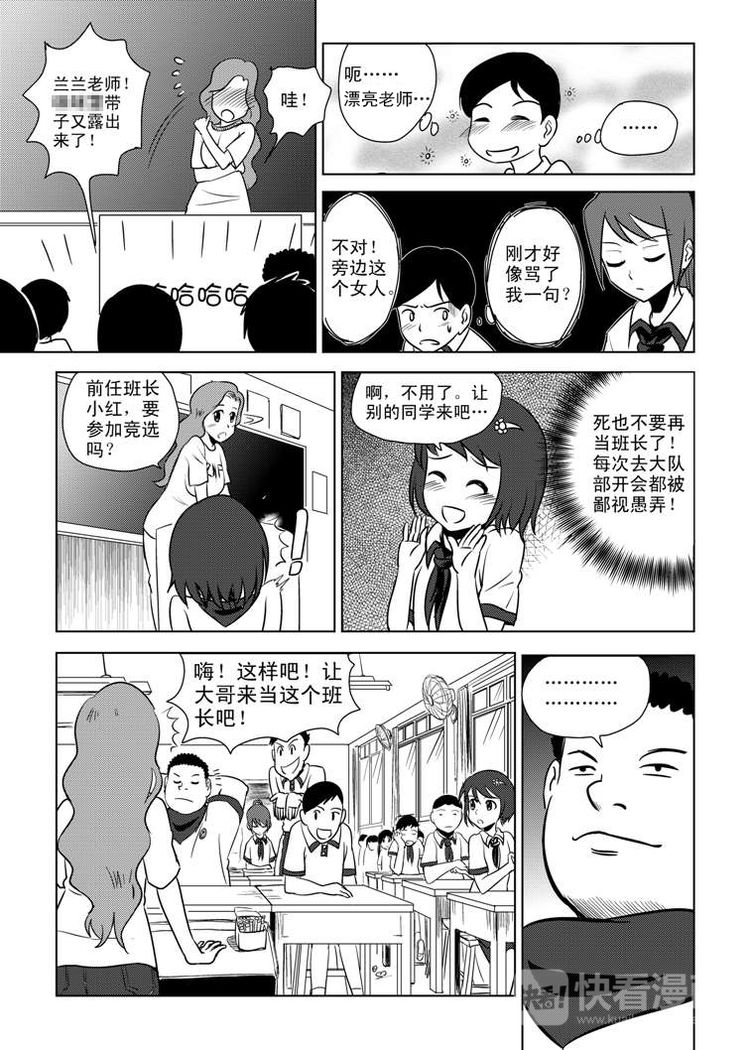 兰兰老师！
带
子又露出
来了！
哇！
哈哈哈哈
呃……
漂亮老师…
……
不对！
旁边这
个女人。
刚才好
像骂了
我一句？
前任班长
小红，要
参加竞选
吗？
啊，不用了。让
别的同学来吧…
死也不要再
当班长了！
每次去大队
部开会都被
鄙视愚弄！
嗨！这样吧！让
大哥来当这个班
长吧！
…………
…………
快看漫